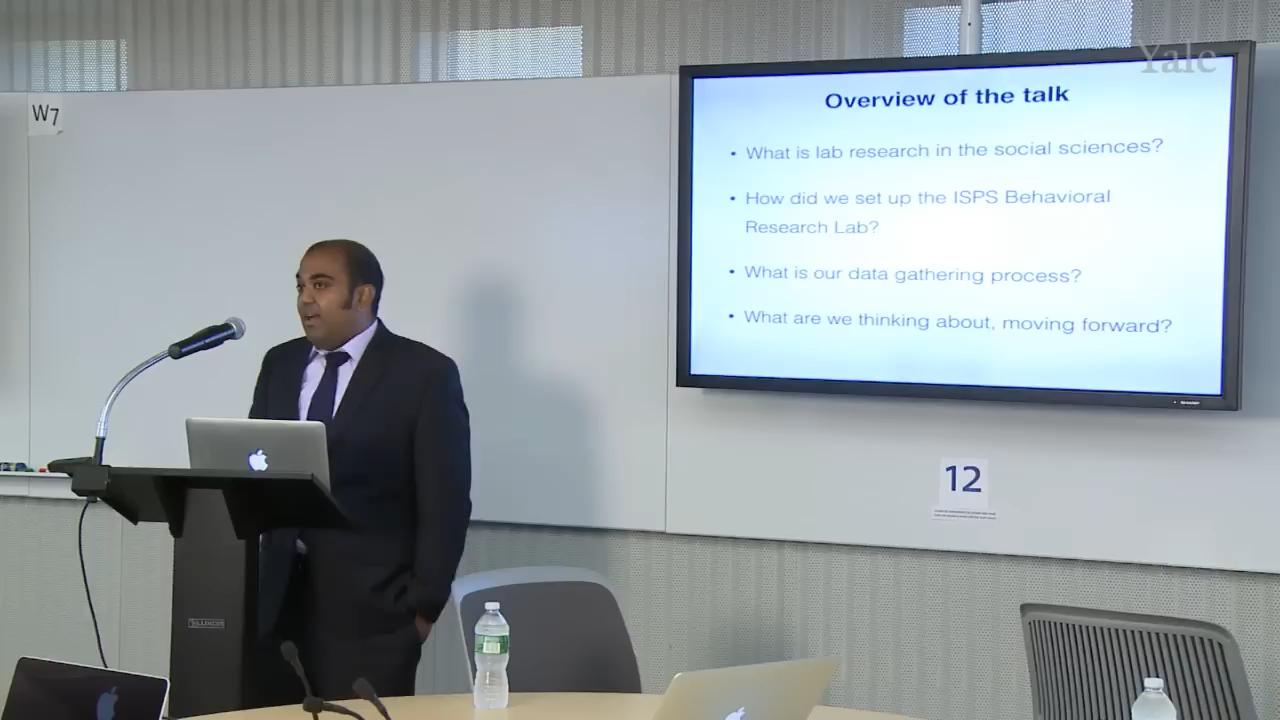 Yale
W7
Overview of the talk
• What is lab research in the social sciences?
• How did we set up the ISPS Behavioral
Research Lab?
• What is our data gathering process?
• What are we thinking about, moving forward?
SHARP
12